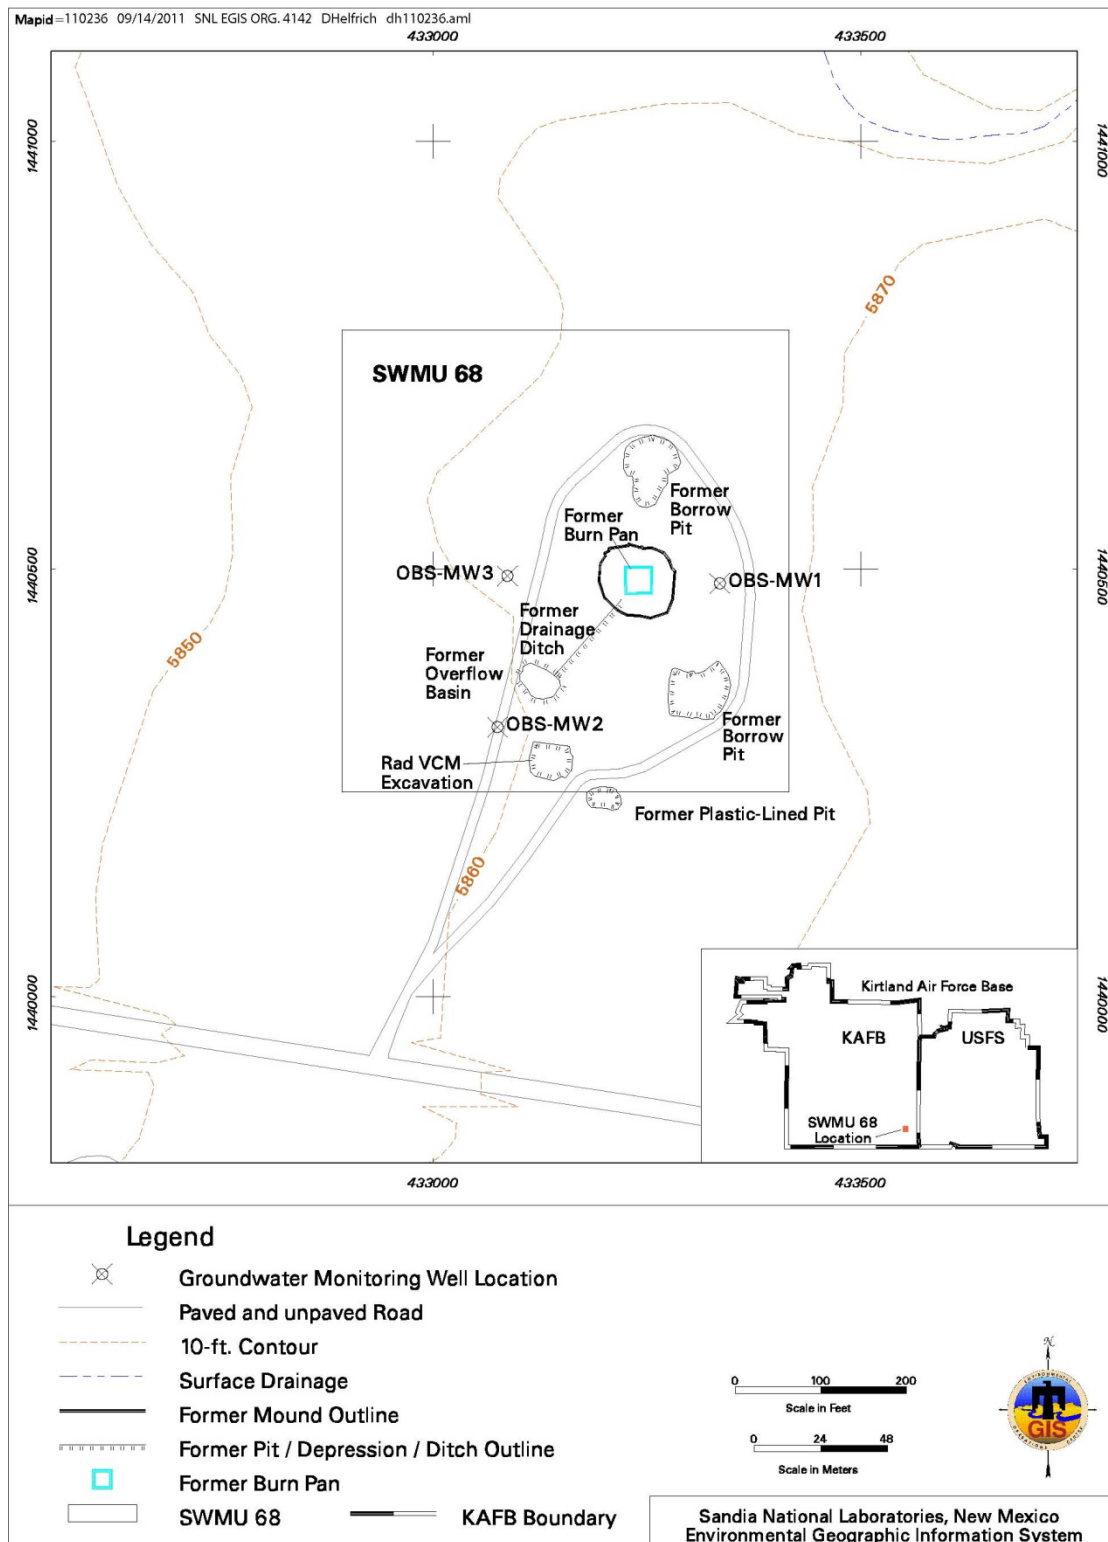 Mapid=110236 09/14/2011 SNL EGIS ORG. 4142 DHelfrich dh110236.aml
433000
433500
1441000
1441000
5870
SWMU 68
Former
Borrow
Pit
Former
Burn Pan
1440500
1440500
OBS-MW3
OBS-MW1
Former
Drainage
Ditch
5850
Former
Overflow
Basin
OBS-MW2
Former
Borrow
Pit
Rad VCM
Excavation
Former Plastic-Lined Pit
5860
1440000
1440000
Kirtland Air Force Base
KAFB
USFS
SWMU 68
Location
433000
433500
Legend
Groundwater Monitoring Well Location
Paved and unpaved Road
10-ft. Contour
Surface Drainage
Former Mound Outline
Former Pit / Depression / Ditch Outline
Former Burn Pan
SWMU 68
KAFB Boundary
0 100 200
Scale in Feet
0 24 48
Scale in Meters
N
GIS
Sandia National Laboratories, New Mexico
Environmental Geographic Information System